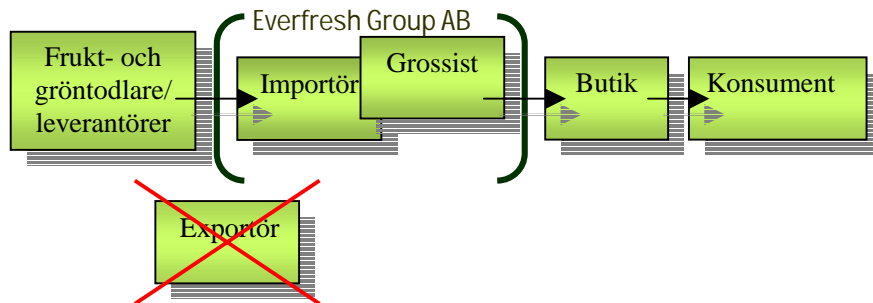 Everfresh Group AB
Frukt- och
gröntodlare/
leverantörer
Importör
Grossist
Butik
Konsument
Exportör